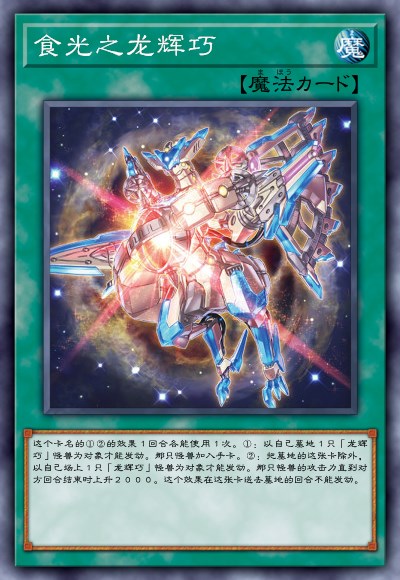 食光之龙辉巧
魔
【魔法カード】
这个卡名的①②的效果1回合各能使用1次。①：以自己墓地1只「龙辉
巧」怪兽为对象才能发动。那只怪兽加入手卡。②：把墓地的这张卡除外，
以自己场上1只「龙辉巧」怪兽为对象才能发动。那只怪兽的攻击力直到对
方回合结束时上升2000。这个效果在这张卡送去墓地的回合不能发动。